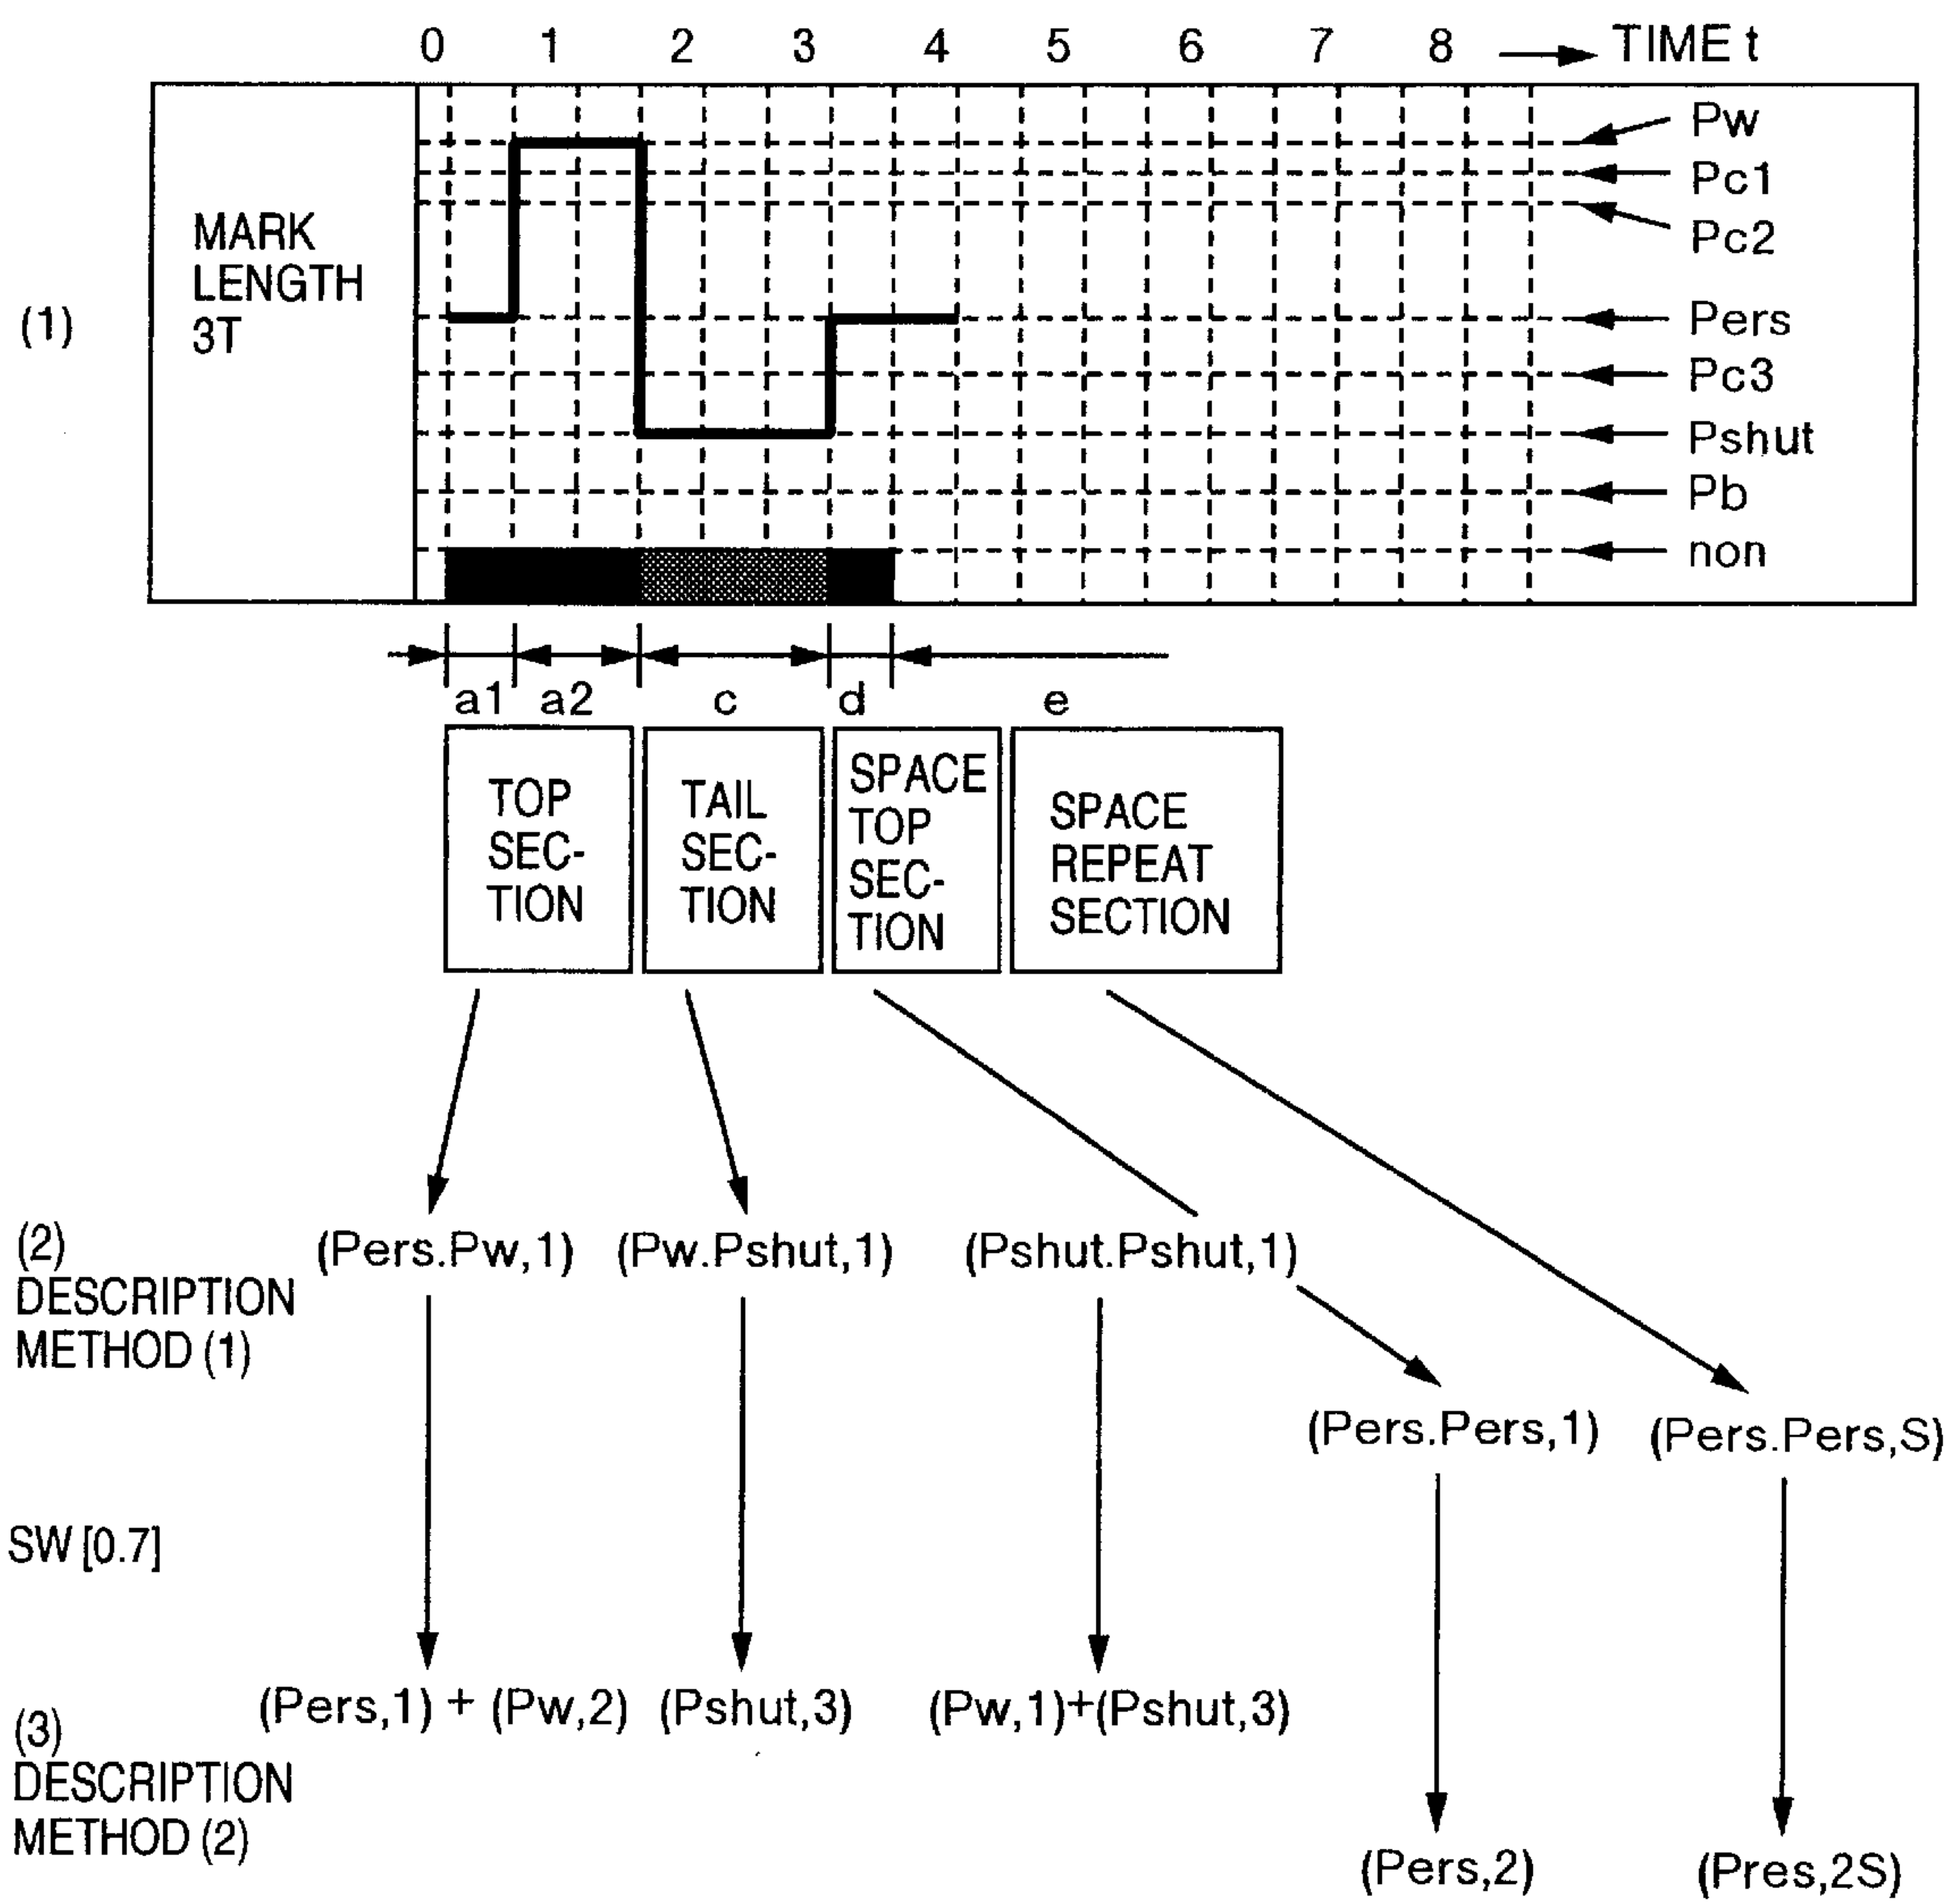 0 1 2 3 4 5 6 7 8 TIME t
(1)
MARK
LENGTH
3T
Pw
Pc1
Pc2
Pers
Pc3
Pshut
Pb
non
a1 a2 c d e
TOP
SEC-
TION
TAIL
SEC-
TION
SPACE
TOP
SEC-
TION
SPACE
REPEAT
SECTION
(2)
DESCRIPTION
METHOD (1)
(Pers.Pw,1) (Pw.Pshut,1) (Pshut.Pshut,1)
(Pers.Pers,1) (Pers.Pers,S)
SW [0.7]
(3)
DESCRIPTION
METHOD (2)
(Pers,1) + (Pw,2) (Pshut,3) (Pw,1)+(Pshut,3)
(Pers,2) (Pres,2S)